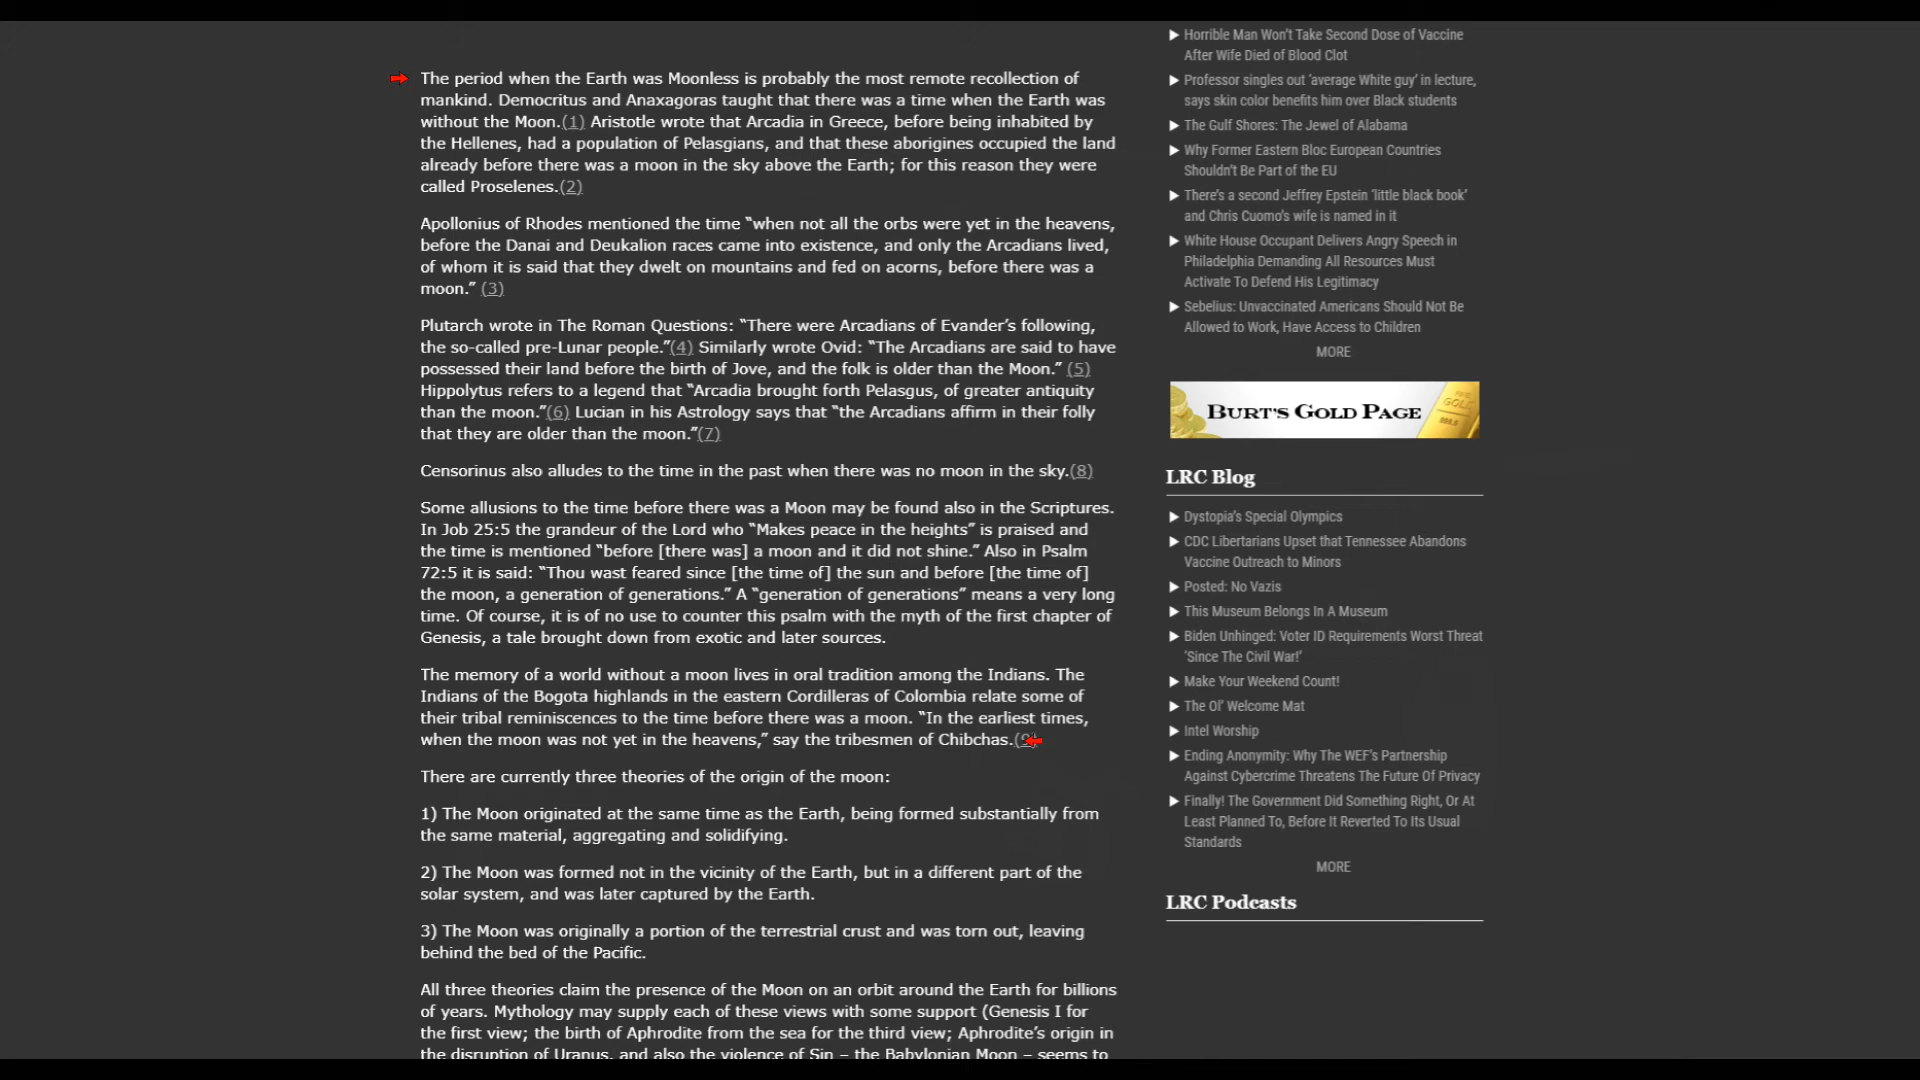 The period when the Earth was Moonless is probably the most remote recollection of
mankind. Democritus and Anaxagoras taught that there was a time when the Earth was
without the Moon.(1) Aristotle wrote that Arcadia in Greece, before being inhabited by
the Hellenes, had a population of Pelasgians, and that these aborigines occupied the land
already before there was a moon in the sky above the Earth; for this reason they were
called Proselenes.(2)
Apollonius of Rhodes mentioned the time “when not all the orbs were yet in the heavens,
before the Danai and Deukalion races came into existence, and only the Arcadians lived,
of whom it is said that they dwelt on mountains and fed on acorns, before there was a
moon.” (3)
Plutarch wrote in The Roman Questions: “There were Arcadians of Evander’s following,
the so-called pre-Lunar people.”(4) Similarly wrote Ovid: “The Arcadians are said to have
possessed their land before the birth of Jove, and the folk is older than the Moon.” (5)
Hippolytus refers to a legend that “Arcadia brought forth Pelasgus, of greater antiquity
than the moon.”(6) Lucian in his Astrology says that “the Arcadians affirm in their folly
that they are older than the moon.”(7)
Censorinus also alludes to the time in the past when there was no moon in the sky.(8)
Some allusions to the time before there was a Moon may be found also in the Scriptures.
In Job 25:5 the grandeur of the Lord who “Makes peace in the heights” is praised and
the time is mentioned “before [there was] a moon and it did not shine.” Also in Psalm
72:5 it is said: “Thou wast feared since [the time of] the sun and before [the time of]
the moon, a generation of generations.” A “generation of generations” means a very long
time. Of course, it is of no use to counter this psalm with the myth of the first chapter of
Genesis, a tale brought down from exotic and later sources.
The memory of a world without a moon lives in oral tradition among the Indians. The
Indians of the Bogota highlands in the eastern Cordilleras of Colombia relate some of
their tribal reminiscences to the time before there was a moon. “In the earliest times,
when the moon was not yet in the heavens,” say the tribesmen of Chibchas.
There are currently three theories of the origin of the moon:
1) The Moon originated at the same time as the Earth, being formed substantially from
the same material, aggregating and solidifying.
2) The Moon was formed not in the vicinity of the Earth, but in a different part of the
solar system, and was later captured by the Earth.
3) The Moon was originally a portion of the terrestrial crust and was torn out, leaving
behind the bed of the Pacific.
All three theories claim the presence of the Moon on an orbit around the Earth for billions
of years. Mythology may supply each of these views with some support (Genesis I for
the first view; the birth of Aphrodite from the sea for the third view; Aphrodite’s origin in
the disruption of Uranus, and also the violence of Sin – the Babylonian Moon – seems to
Horrible Man Won’t Take Second Dose of Vaccine
After Wife Died of Blood Clot
Professor singles out ‘average White guy’ in lecture,
says skin color benefits him over Black students
The Gulf Shores: The Jewel of Alabama
Why Former Eastern Bloc European Countries
Shouldn’t Be Part of the EU
There’s a second Jeffrey Epstein ‘little black book’
and Chris Cuomo’s wife is named in it
White House Occupant Delivers Angry Speech in
Philadelphia Demanding All Resources Must
Activate To Defend His Legitimacy
Sebelius: Unvaccinated Americans Should Not Be
Allowed to Work, Have Access to Children
MORE
BURT'S GOLD PAGE
FINE
GOLD
999.5
LRC Blog
Dystopia’s Special Olympics
CDC Libertarians Upset that Tennessee Abandons
Vaccine Outreach to Minors
Posted: No Vazis
This Museum Belongs In A Museum
Biden Unhinged: Voter ID Requirements Worst Threat
‘Since The Civil War!’
Make Your Weekend Count!
The Ol’ Welcome Mat
Intel Worship
Ending Anonymity: Why The WEF’s Partnership
Against Cybercrime Threatens The Future Of Privacy
Finally! The Government Did Something Right, Or At
Least Planned To, Before It Reverted To Its Usual
Standards
MORE
LRC Podcasts